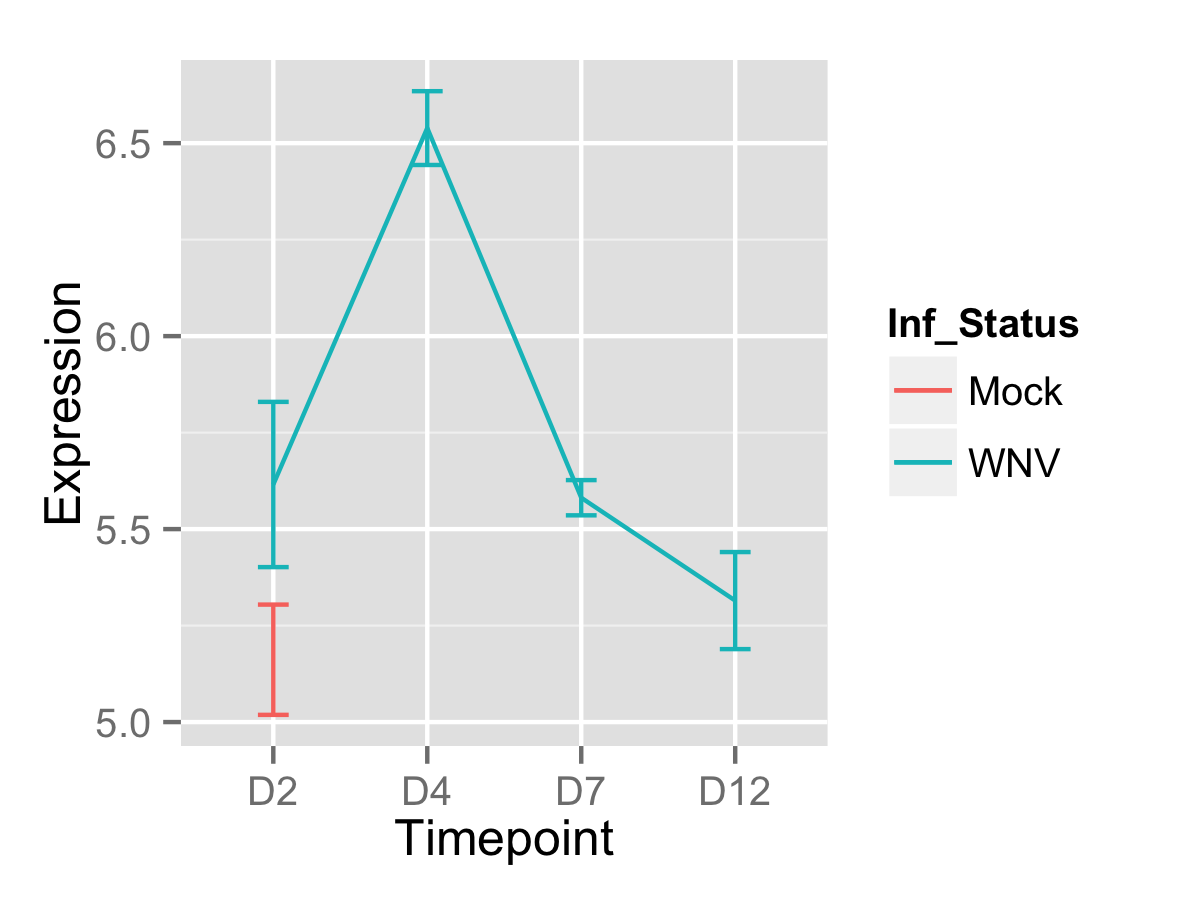 6.5
6.0
5.5
5.0
Expression
D2 D4 D7 D12
Timepoint
Inf_Status
Mock
WNV